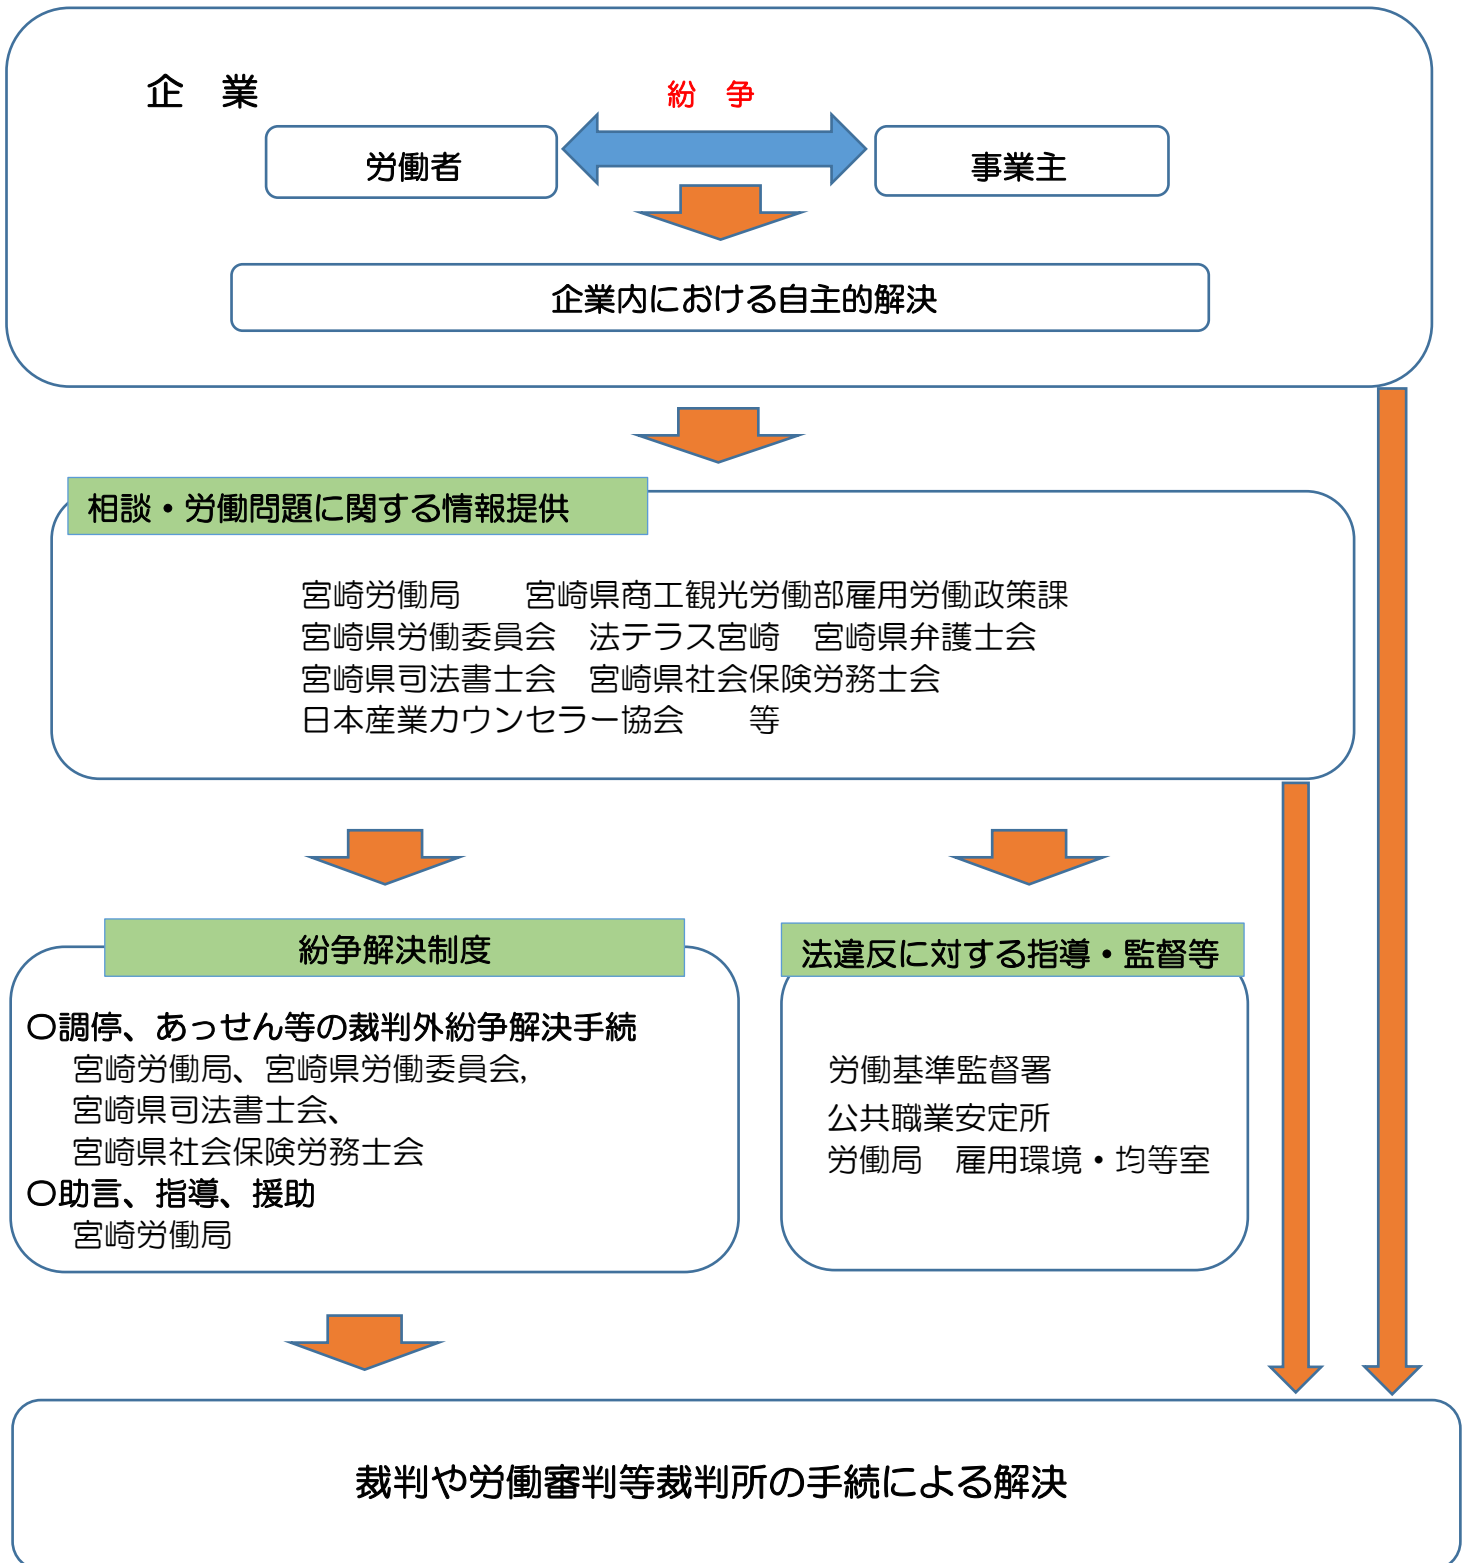 企　業
紛　争
労働者
事業主
企業内における自主的解決
相談・労働問題に関する情報提供
宮崎労働局　　宮崎県商工観光労働部雇用労働政策課
宮崎県労働委員会　法テラス宮崎　宮崎県弁護士会
宮崎県司法書士会　宮崎県社会保険労務士会
日本産業カウンセラー協会　　等
紛争解決制度
〇調停、あっせん等の裁判外紛争解決手続
宮崎労働局、宮崎県労働委員会,
宮崎県司法書士会、
宮崎県社会保険労務士会
〇助言、指導、援助
宮崎労働局
法違反に対する指導・監督等
労働基準監督署
公共職業安定所
労働局　雇用環境・均等室
裁判や労働審判等裁判所の手続による解決